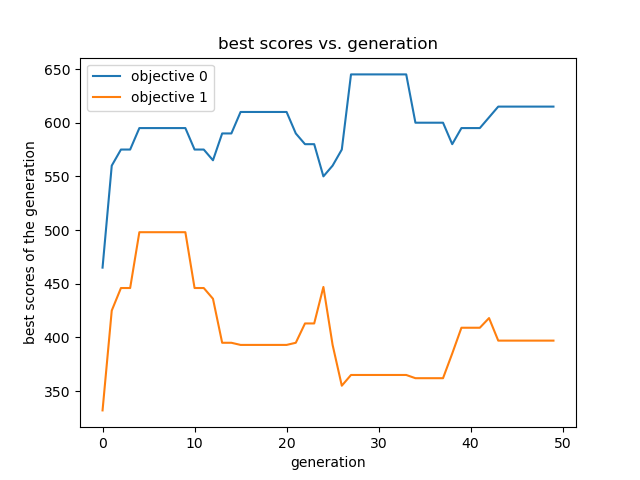 best scores vs. generation
objective 0
objective 1
best scores of the generation
650
600
550
500
450
400
350
0 10 20 30 40 50
generation